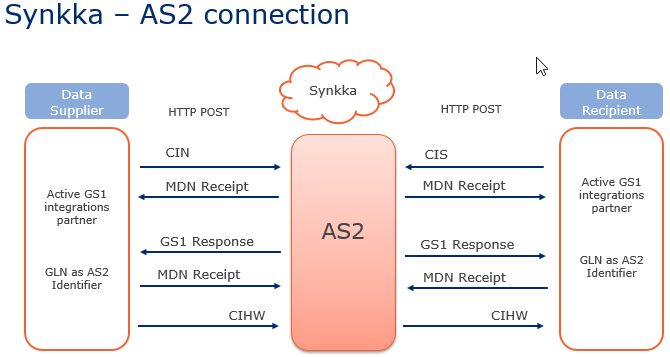 Synkka – AS2 connection
Data
Supplier
HTTP POST
Synkka
HTTP POST
Data
Recipient
CIN
CIS
MDN Receipt
MDN Receipt
Active GS1
integrations
partner
Active GS1
integrations
partner
AS2
GS1 Response
GS1 Response
GLN as AS2
Identifier
GLN as AS2
Identifier
MDN Receipt
MDN Receipt
CIHW
CIHW